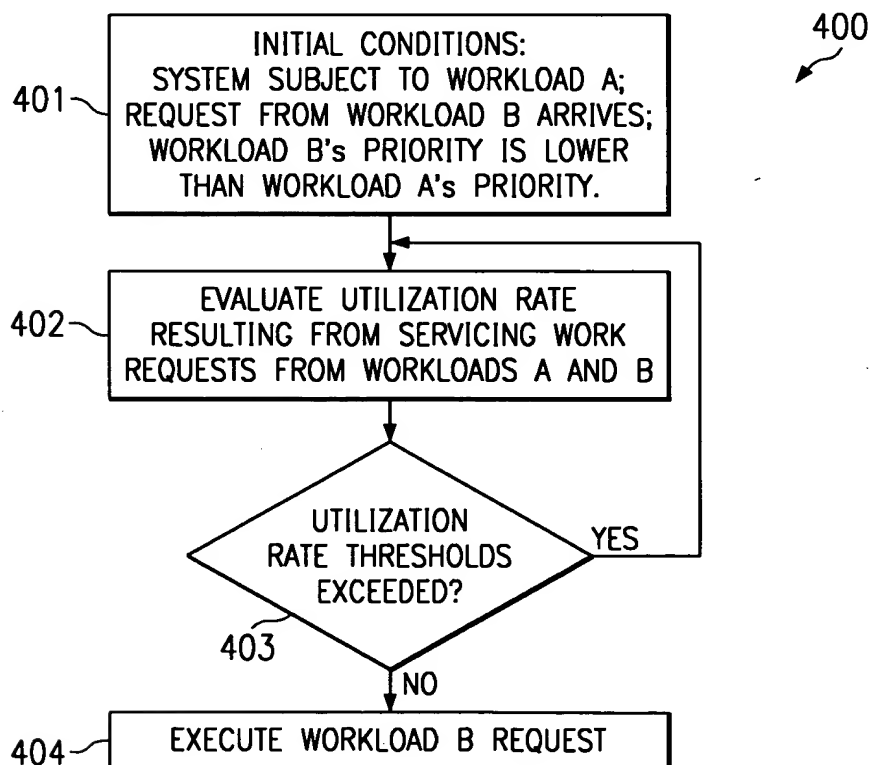 400
401
INITIAL CONDITIONS:
SYSTEM SUBJECT TO WORKLOAD A;
REQUEST FROM WORKLOAD B ARRIVES;
WORKLOAD B's PRIORITY IS LOWER
THAN WORKLOAD A's PRIORITY.
402
EVALUATE UTILIZATION RATE
RESULTING FROM SERVICING WORK
REQUESTS FROM WORKLOADS A AND B
UTILIZATION
RATE THRESHOLDS
EXCEEDED?
YES
403
NO
404
EXECUTE WORKLOAD B REQUEST